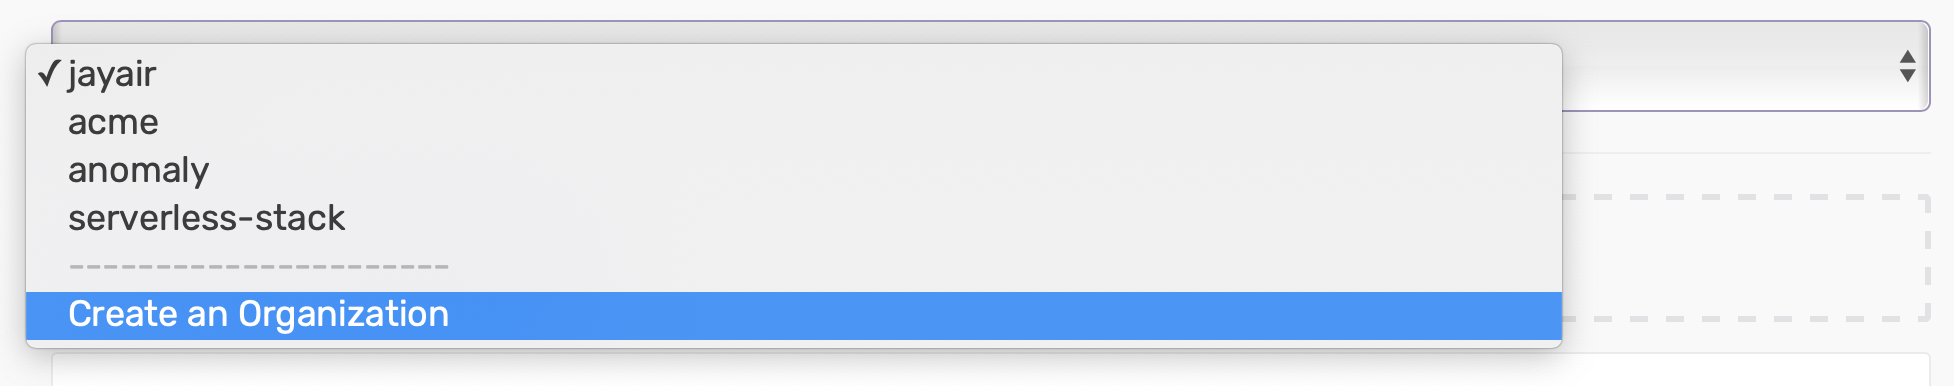 ✓ jayair
acme
anomaly
serverless-stack
-----------------------
Create an Organization